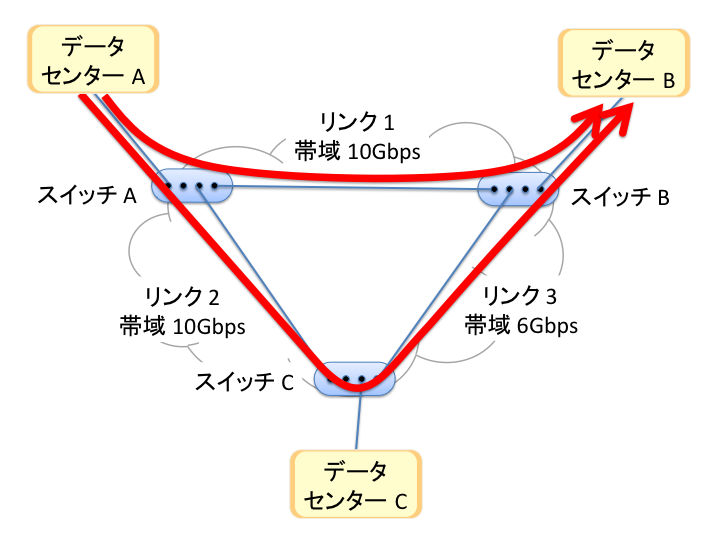 データ
センター A
データ
センター B
リンク 1
帯域 10Gbps
スイッチ A
スイッチ B
リンク 2
帯域 10Gbps
リンク 3
帯域 6Gbps
スイッチ C
データ
センター C